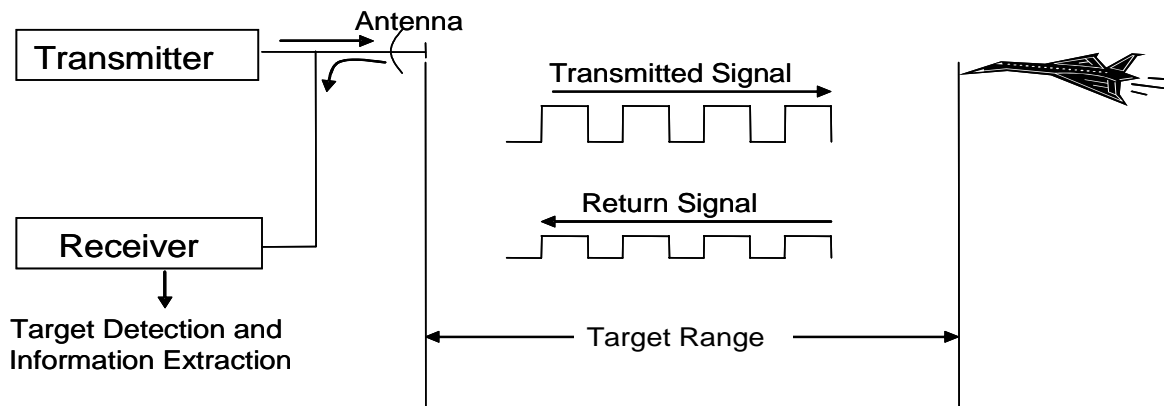 Antenna
Transmitter
Transmitted Signal
Return Signal
Receiver
Target Detection and
Information Extraction
Target Range